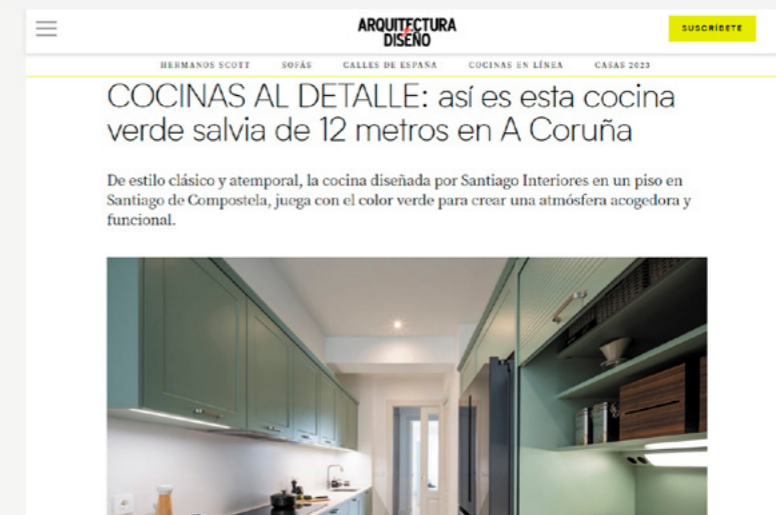 ARQUITECTURA
DISEÑO
SUSCRÍBETE
HERMANOS SCOTT SOFÁS CALLES DE ESPAÑA COCINAS EN LÍNEA CASAS 2023
COCINAS AL DETALLE: así es esta cocina
verde salvia de 12 metros en A Coruña
De estilo clásico y atemporal, la cocina diseñada por Santiago Interiores en un piso en
Santiago de Compostela, juega con el color verde para crear una atmósfera acogedora y
funcional.